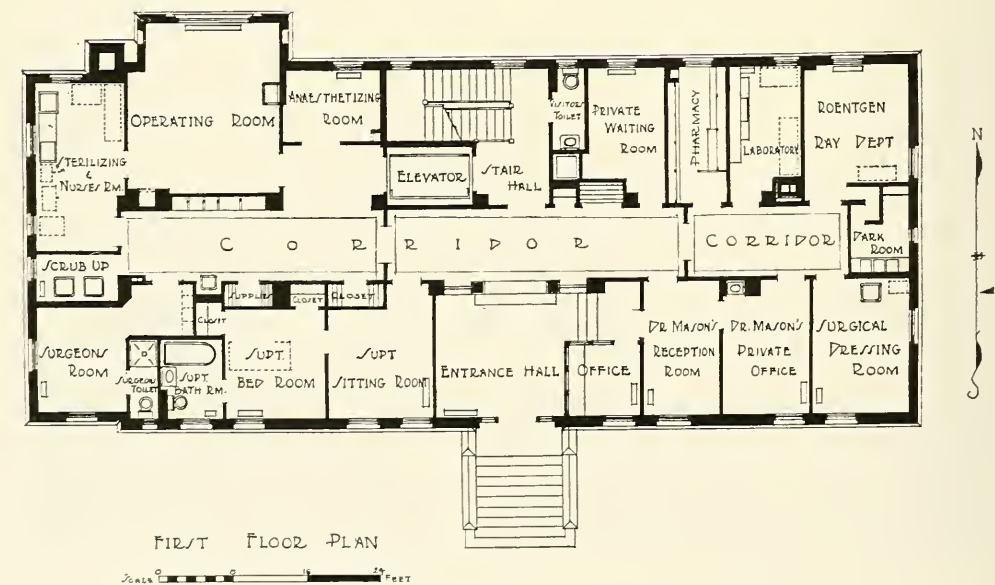 OPERATING ROOM
ANAESTHETIZING
ROOM
VISITORS
TOILET
PRIVATE
WAITING
ROOM
PHARMACY
LABORATORY
ROENTGEN
RAY DEPT
STERILIZING
&
NURSES RM.
ELEVATOR
STAIR
HALL
N
CORRIDOR
CORRIDOR
DARK
ROOM
SCRUB UP
SUPPLIES
CLOSET
CLOSET
CLOSET
SURGEONS
ROOM
SURGEONS
TOILET
SUPT.
BATH RM.
SUPT.
BED ROOM
SUPT
SITTING ROOM
ENTRANCE HALL
OFFICE
DR. MASON'S
RECEPTION
ROOM
DR. MASON'S
PRIVATE
OFFICE
SURGICAL
DRESSING
ROOM
S
FIRST FLOOR PLAN
SCALE 0 8 16 24 FEET